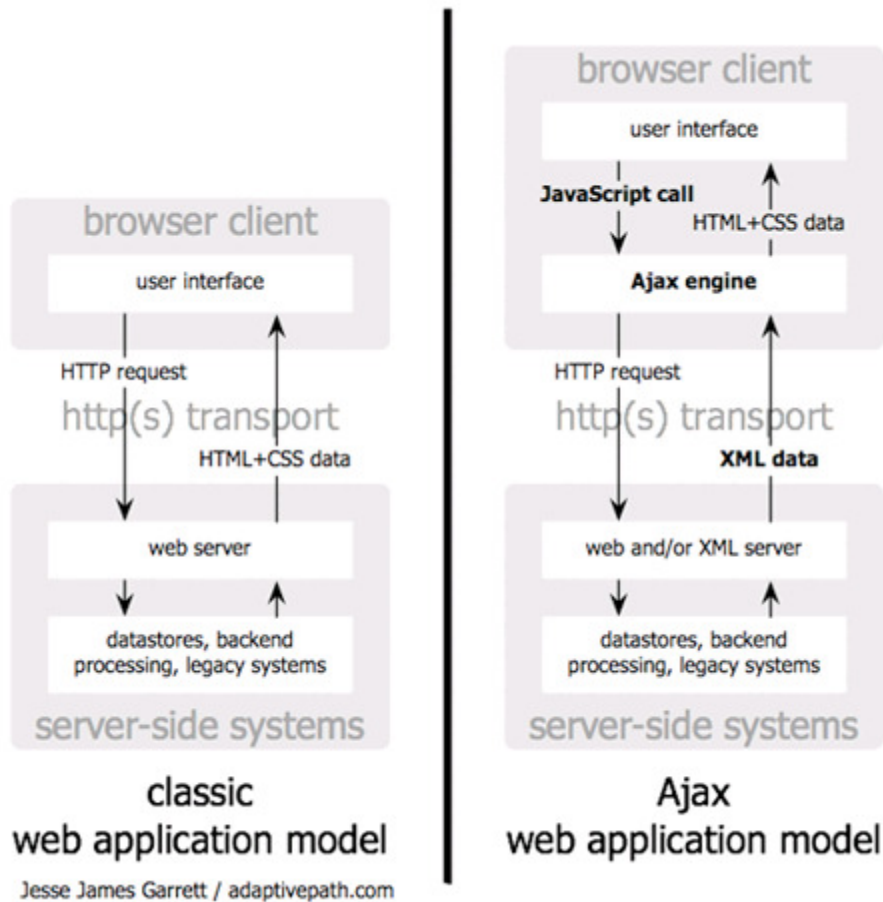 browser client
user interface
HTTP request
http(s) transport
HTML+CSS data
web server
datastores, backend
processing, legacy systems
server-side systems
classic
web application model
Jesse James Garrett / adaptivepath.com
browser client
user interface
JavaScript call
HTML+CSS data
Ajax engine
HTTP request
http(s) transport
XML data
web and/or XML server
datastores, backend
processing, legacy systems
server-side systems
Ajax
web application model